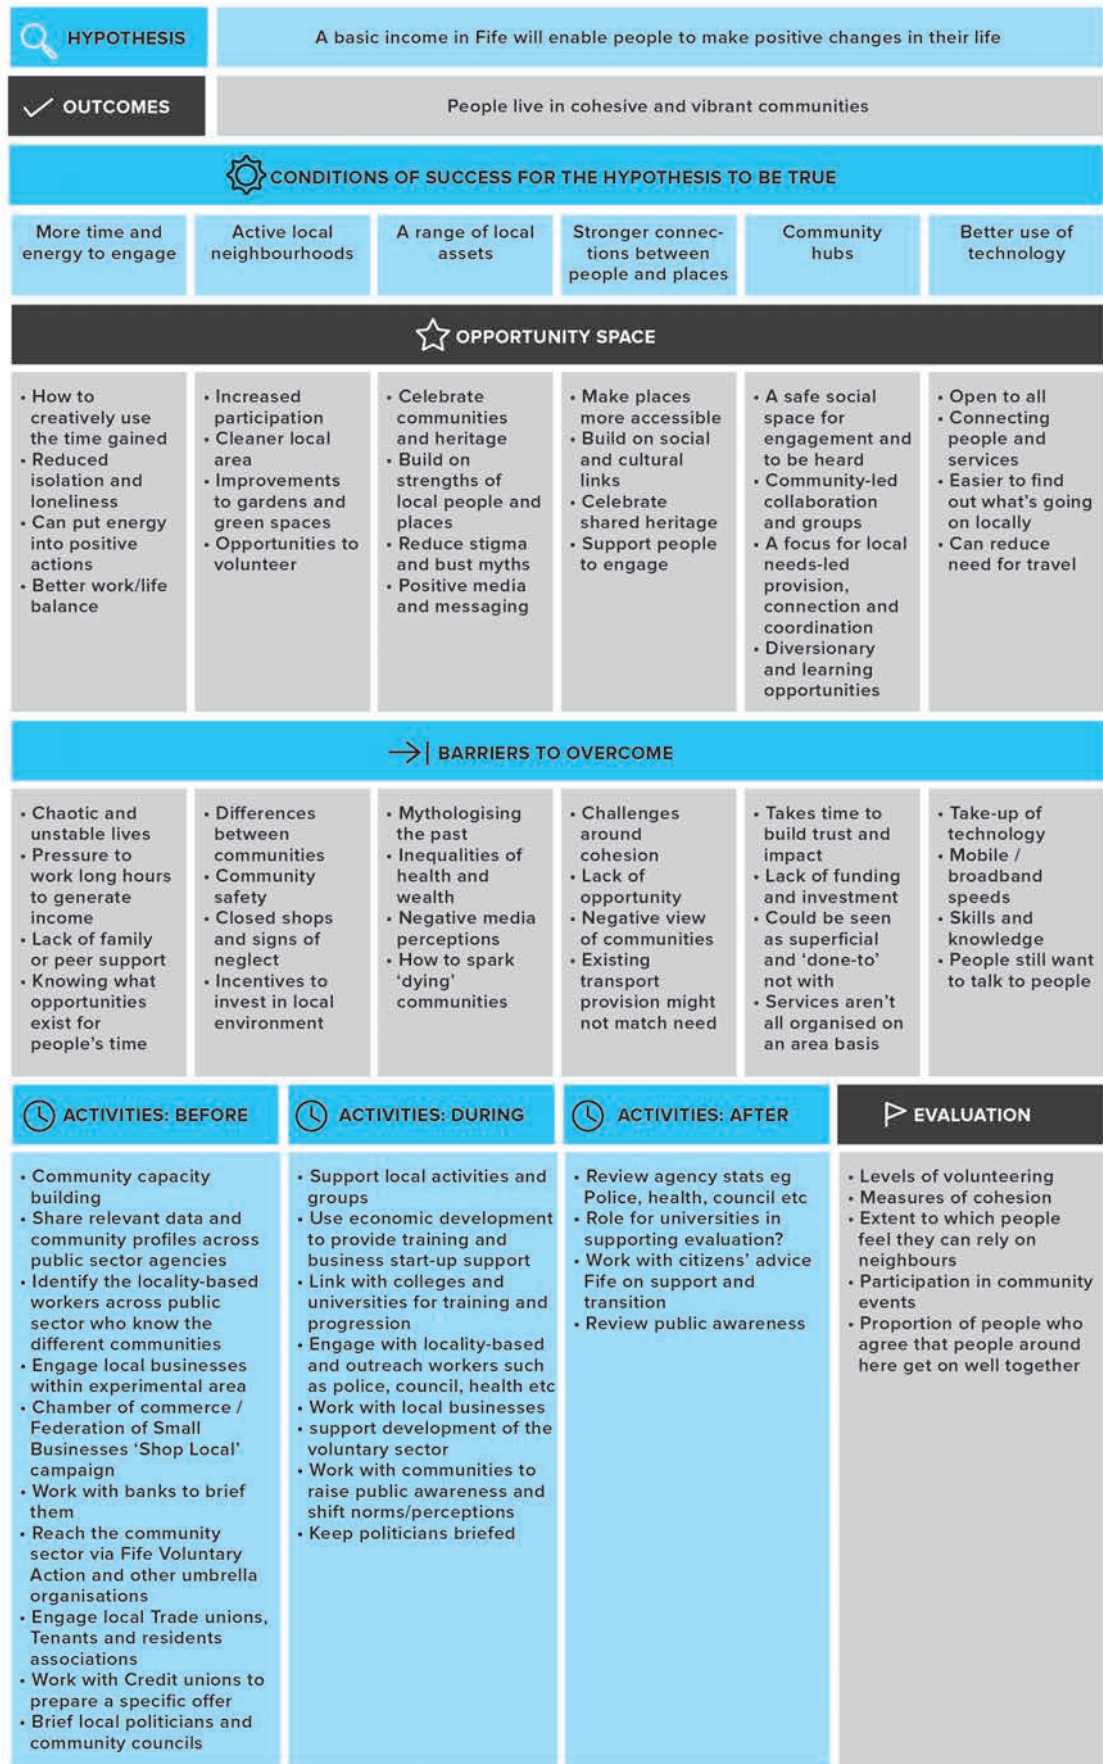 HYPOTHESIS
A basic income in Fife will enable people to make positive changes in their life
OUTCOMES
People live in cohesive and vibrant communities
CONDITIONS OF SUCCESS FOR THE HYPOTHESIS TO BE TRUE
More time and
energy to engage
Active local
neighbourhoods
A range of local
assets
Stronger connec-
tions between
people and places
Community
hubs
Better use of
technology
OPPORTUNITY SPACE
• How to
creatively use
the time gained
• Reduced
isolation and
loneliness
• Can put energy
into positive
actions
• Better work/life
balance
• Increased
participation
• Cleaner local
area
• Improvements
to gardens and
green spaces
• Opportunities to
volunteer
• Celebrate
communities
and heritage
• Build on
strengths of
local people and
places
• Reduce stigma
and bust myths
• Positive media
and messaging
• Make places
more accessible
• Build on social
and cultural
links
• Celebrate
shared heritage
• Support people
to engage
• A safe social
space for
engagement and
to be heard
• Community-led
collaboration
and groups
• A focus for local
needs-led
provision,
connection and
coordination
• Diversionary
and learning
opportunities
• Open to all
• Connecting
people and
services
• Easier to find
out what's going
on locally
• Can reduce
need for travel
BARRIERS TO OVERCOME
• Chaotic and
unstable lives
• Pressure to
work long hours
to generate
income
• Lack of family
or peer support
• Knowing what
opportunities
exist for
people's time
• Differences
between
communities
• Community
safety
• Closed shops
and signs of
neglect
• Incentives to
invest in local
environment
• Mythologising
the past
• Inequalities of
health and
wealth
• Negative media
perceptions
• How to spark
'dying'
communities
• Challenges
around
cohesion
• Lack of
opportunity
• Negative view
of communities
• Existing
transport
provision might
not match need
• Takes time to
build trust and
impact
• Lack of funding
and investment
• Could be seen
as superficial
and 'done-to'
not with
• Services aren't
all organised on
an area basis
• Take-up of
technology
• Mobile /
broadband
speeds
• Skills and
knowledge
• People still want
to talk to people
ACTIVITIES: BEFORE
• Community capacity
building
• Share relevant data and
community profiles across
public sector agencies
• Identify the locality-based
workers across public
sector who know the
different communities
• Engage local businesses
within experimental area
• Chamber of commerce /
Federation of Small
Businesses 'Shop Local'
campaign
• Work with banks to brief
them
• Reach the community
sector via Fife Voluntary
Action and other umbrella
organisations
• Engage local Trade unions,
Tenants and residents
associations
• Work with Credit unions to
prepare a specific offer
• Brief local politicians and
community councils
ACTIVITIES: DURING
• Support local activities and
groups
• Use economic development
to provide training and
business start-up support
• Link with colleges and
universities for training and
progression
• Engage with locality-based
and outreach workers such
as police, council, health etc
• Work with local businesses
• support development of the
voluntary sector
• Work with communities to
raise public awareness and
shift norms/perceptions
• Keep politicians briefed
ACTIVITIES: AFTER
• Review agency stats eg
Police, health, council etc
• Role for universities in
supporting evaluation?
• Work with citizens' advice
Fife on support and
transition
• Review public awareness
EVALUATION
• Levels of volunteering
• Measures of cohesion
• Extent to which people
feel they can rely on
neighbours
• Participation in community
events
• Proportion of people who
agree that people around
here get on well together